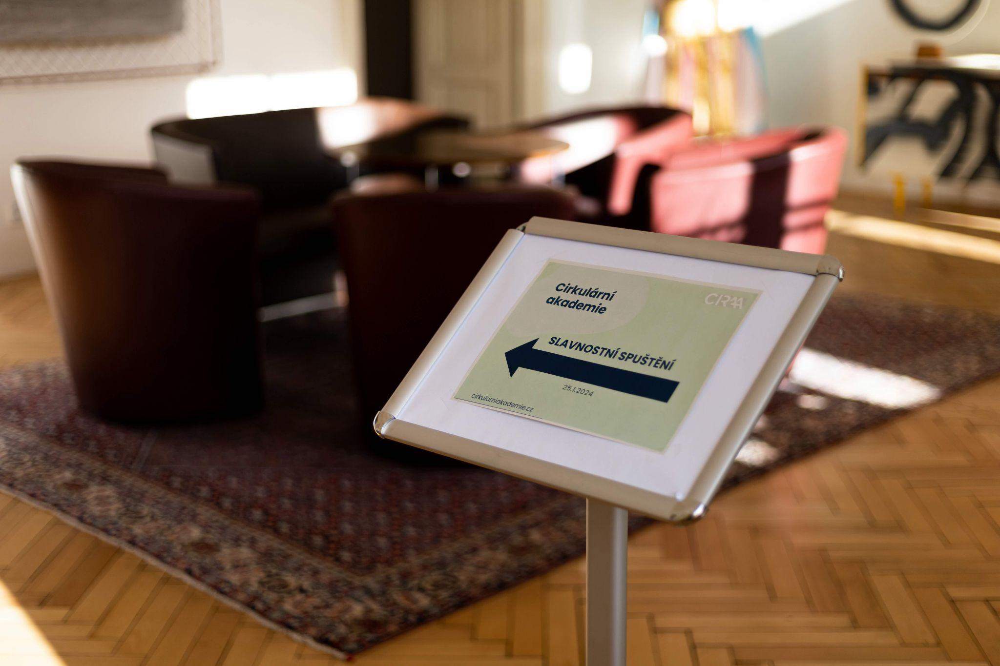 Cirkulární
akademie
CIRAA
SLAVNOSTNÍ SPUŠTĚNÍ
25.1.2024
cirkularniakademie.cz